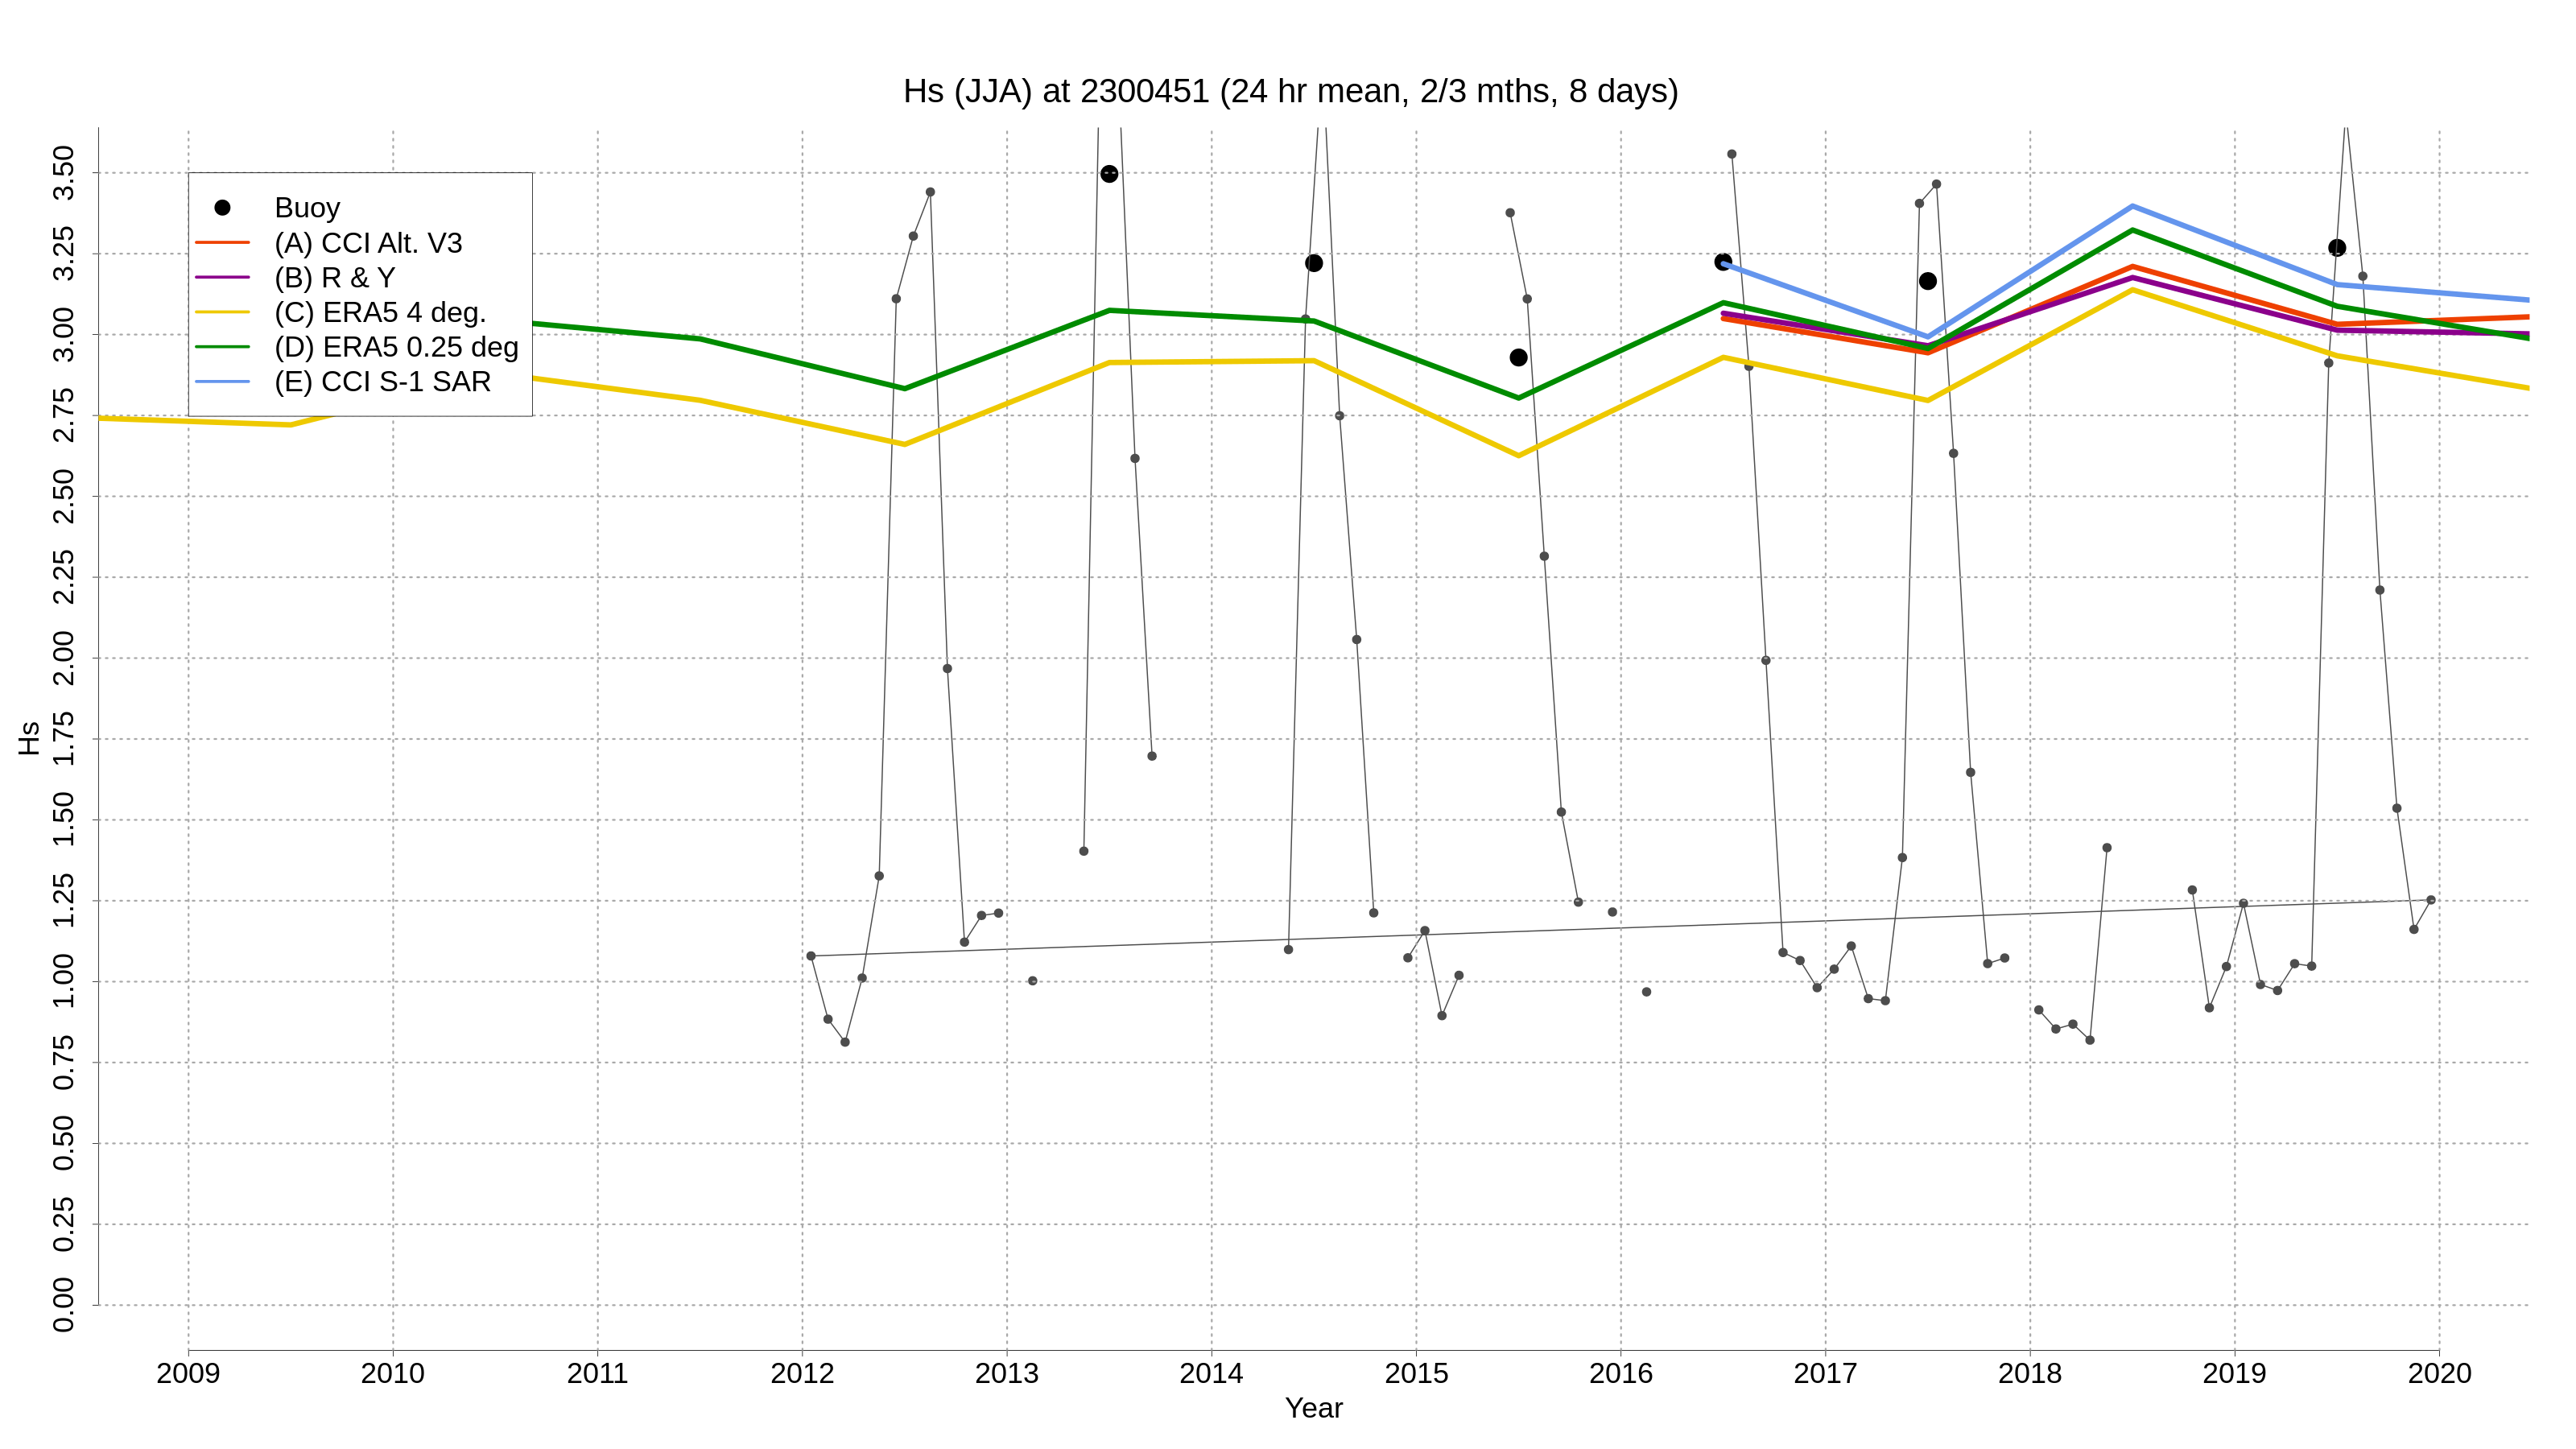 Hs (JJA) at 2300451 (24 hr mean, 2/3 mths, 8 days)
Buoy
(A) CCI Alt. V3
(B) R & Y
(C) ERA5 4 deg.
(D) ERA5 0.25 deg
(E) CCI S-1 SAR
Hs
3.50
3.25
3.00
2.75
2.50
2.25
2.00
1.75
1.50
1.25
1.00
0.75
0.50
0.25
0.00
2009 2010 2011 2012 2013 2014 2015 2016 2017 2018 2019 2020
Year